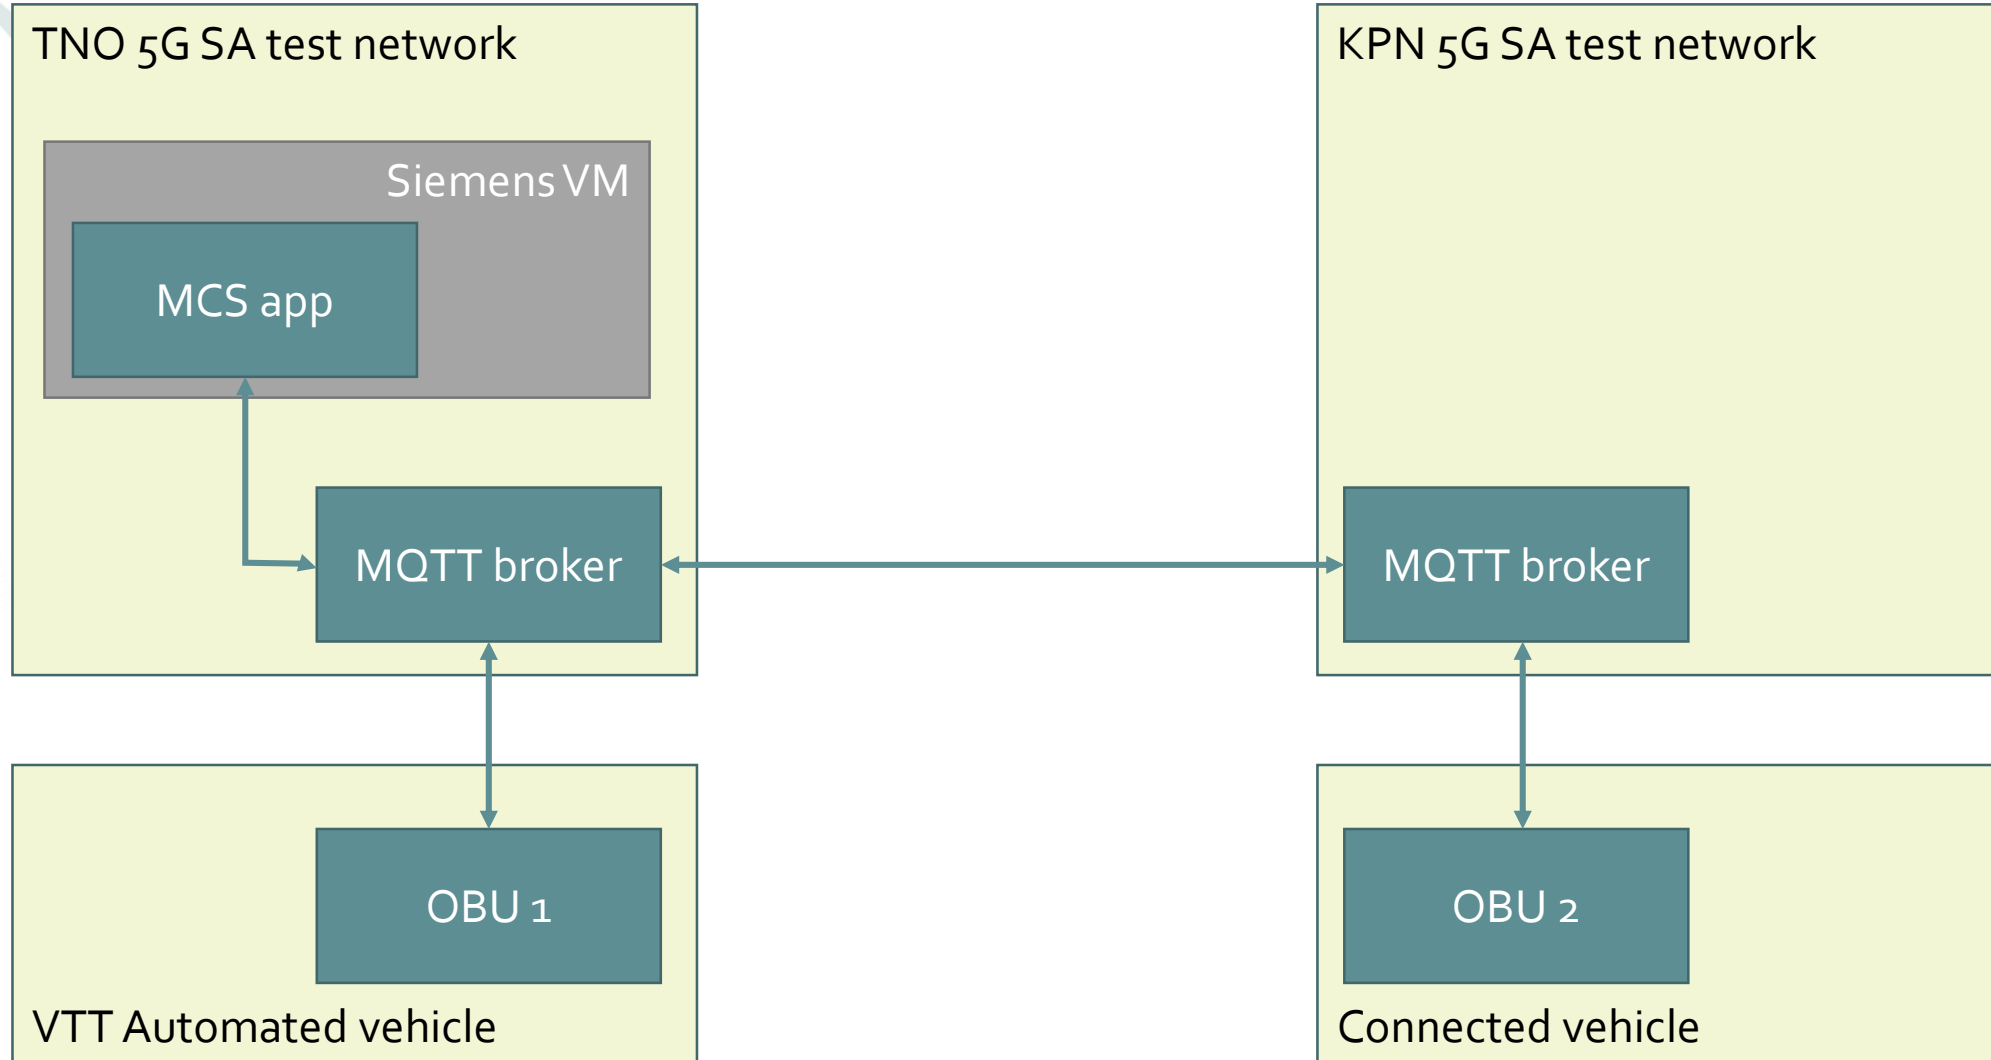 TNO 5G SA test network
KPN 5G SA test network
Siemens VM
MCS app
MQTT broker
MQTT broker
OBU 1
OBU 2
VTT Automated vehicle
Connected vehicle